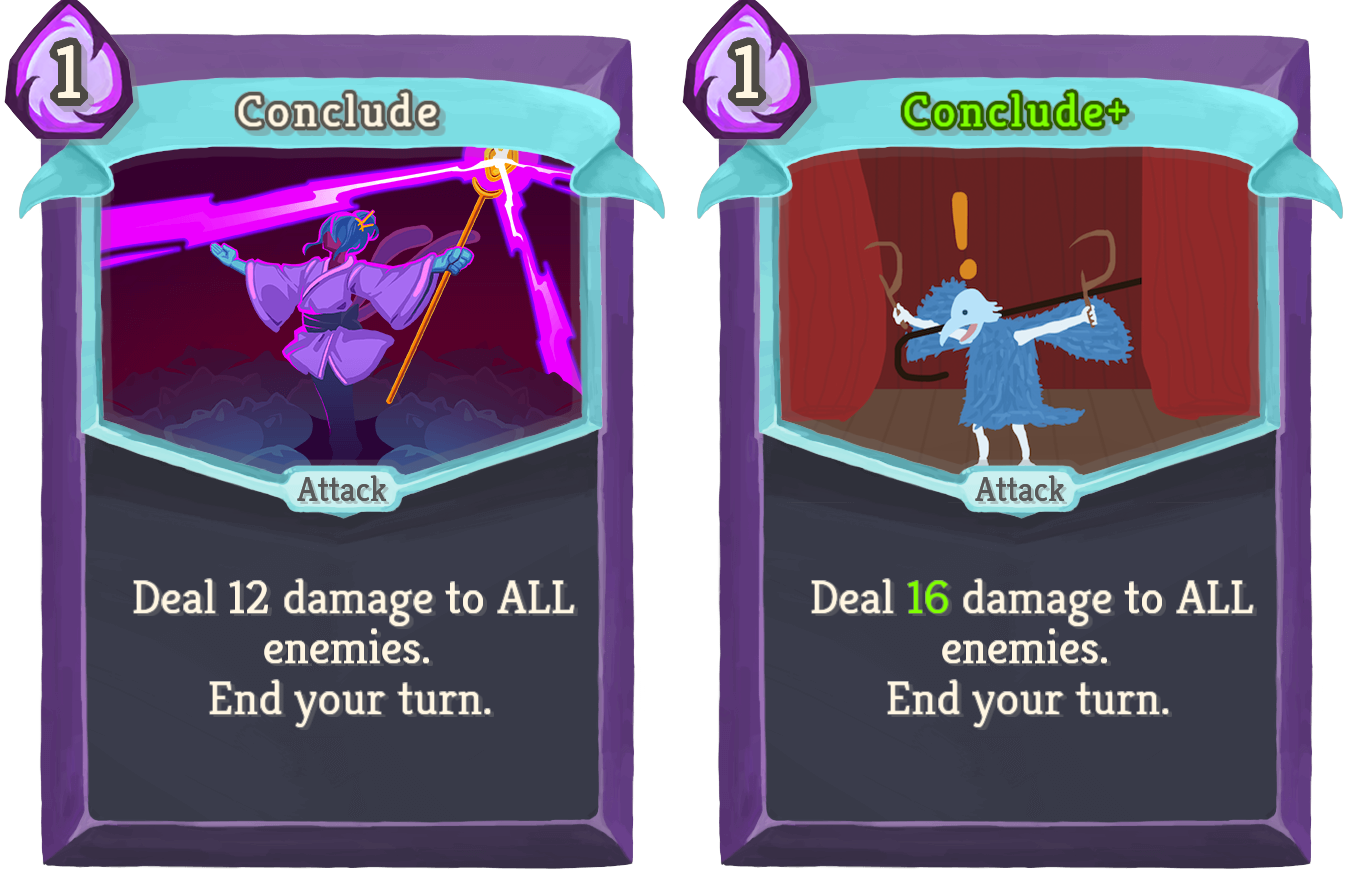 1
Conclude
Attack
Deal 12 damage to ALL
enemies.
End your turn.
1
Conclude+
!
Attack
Deal 16 damage to ALL
enemies.
End your turn.